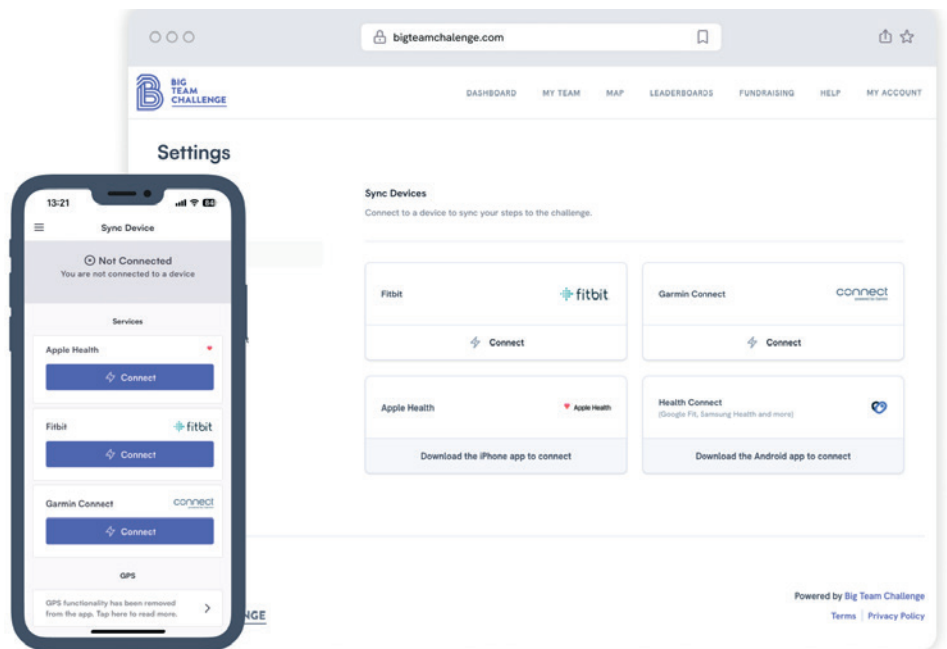 bigteamchalenge.com
BIG
TEAM
CHALLENGE
DASHBOARD MY TEAM MAP LEADERBOARDS FUNDRAISING HELP MY ACCOUNT
Settings
Sync Devices
Connect to a device to sync your steps to the challenge.
Fitbit fitbit
Connect
Garmin Connect connect
Connect
Apple Health Apple Health
Download the iPhone app to connect
Health Connect
(Google Fit, Samsung Health and more)
Download the Android app to connect
NGE
Powered by Big Team Challenge
Terms Privacy Policy
13:21 84
Sync Device
Not Connected
You are not connected to a device
Services
Apple Health
Connect
Fitbit fitbit
Connect
Garmin Connect connect
Connect
GPS
GPS functionality has been removed
from the app. Tap here to read more.